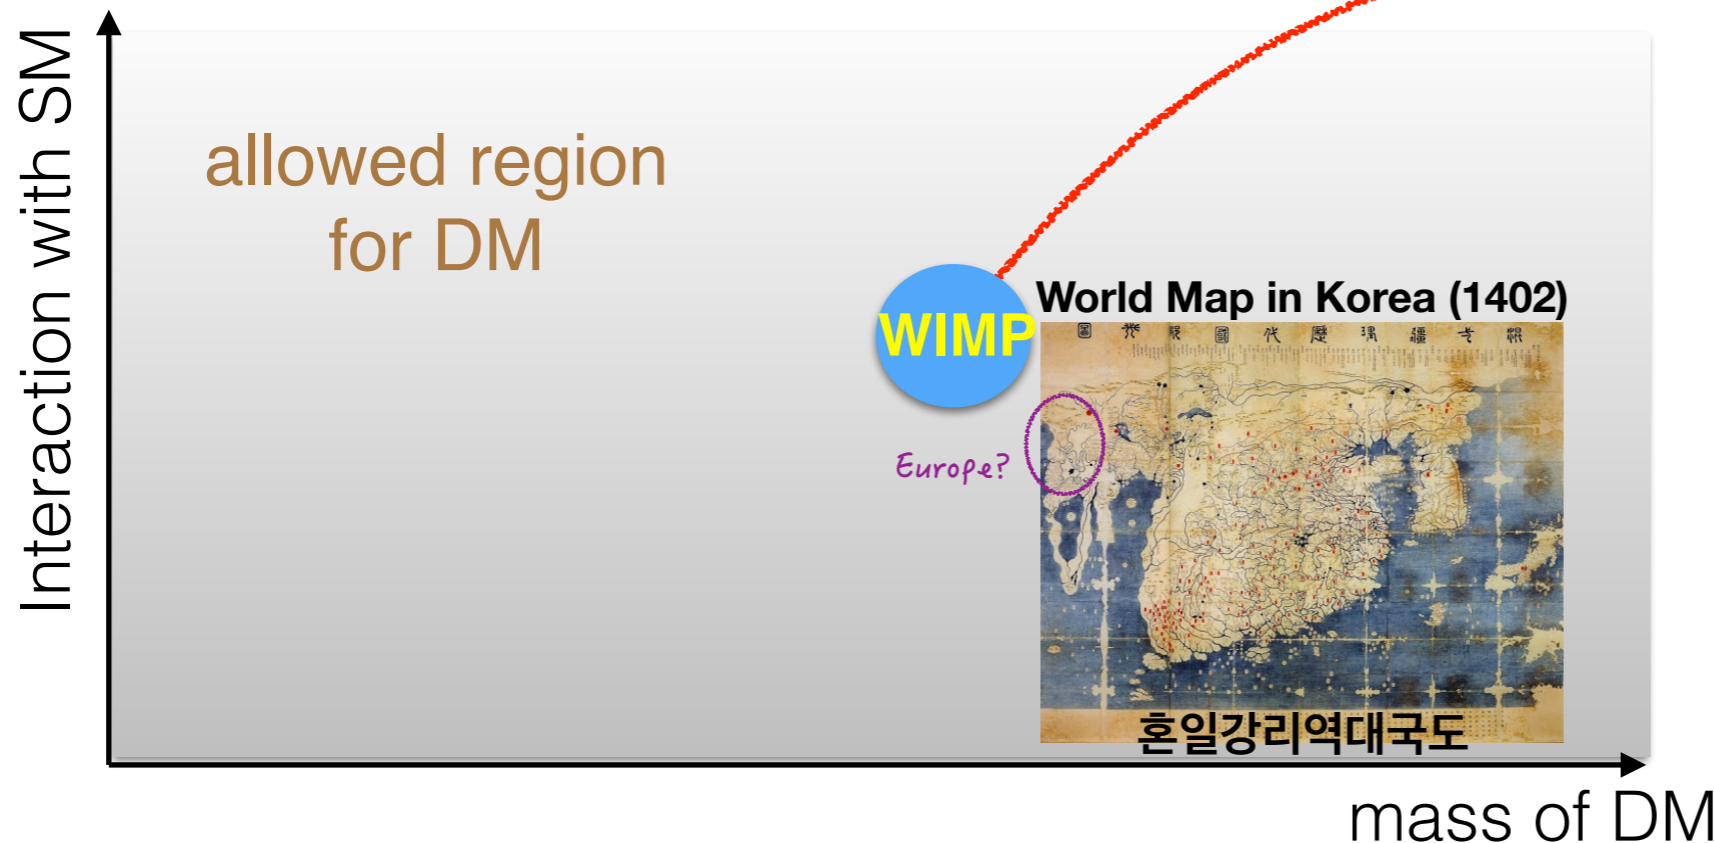 Interaction with SM
allowed region
for DM
WIMP
World Map in Korea (1402)
Europe?
혼일강리역대국도
mass of DM